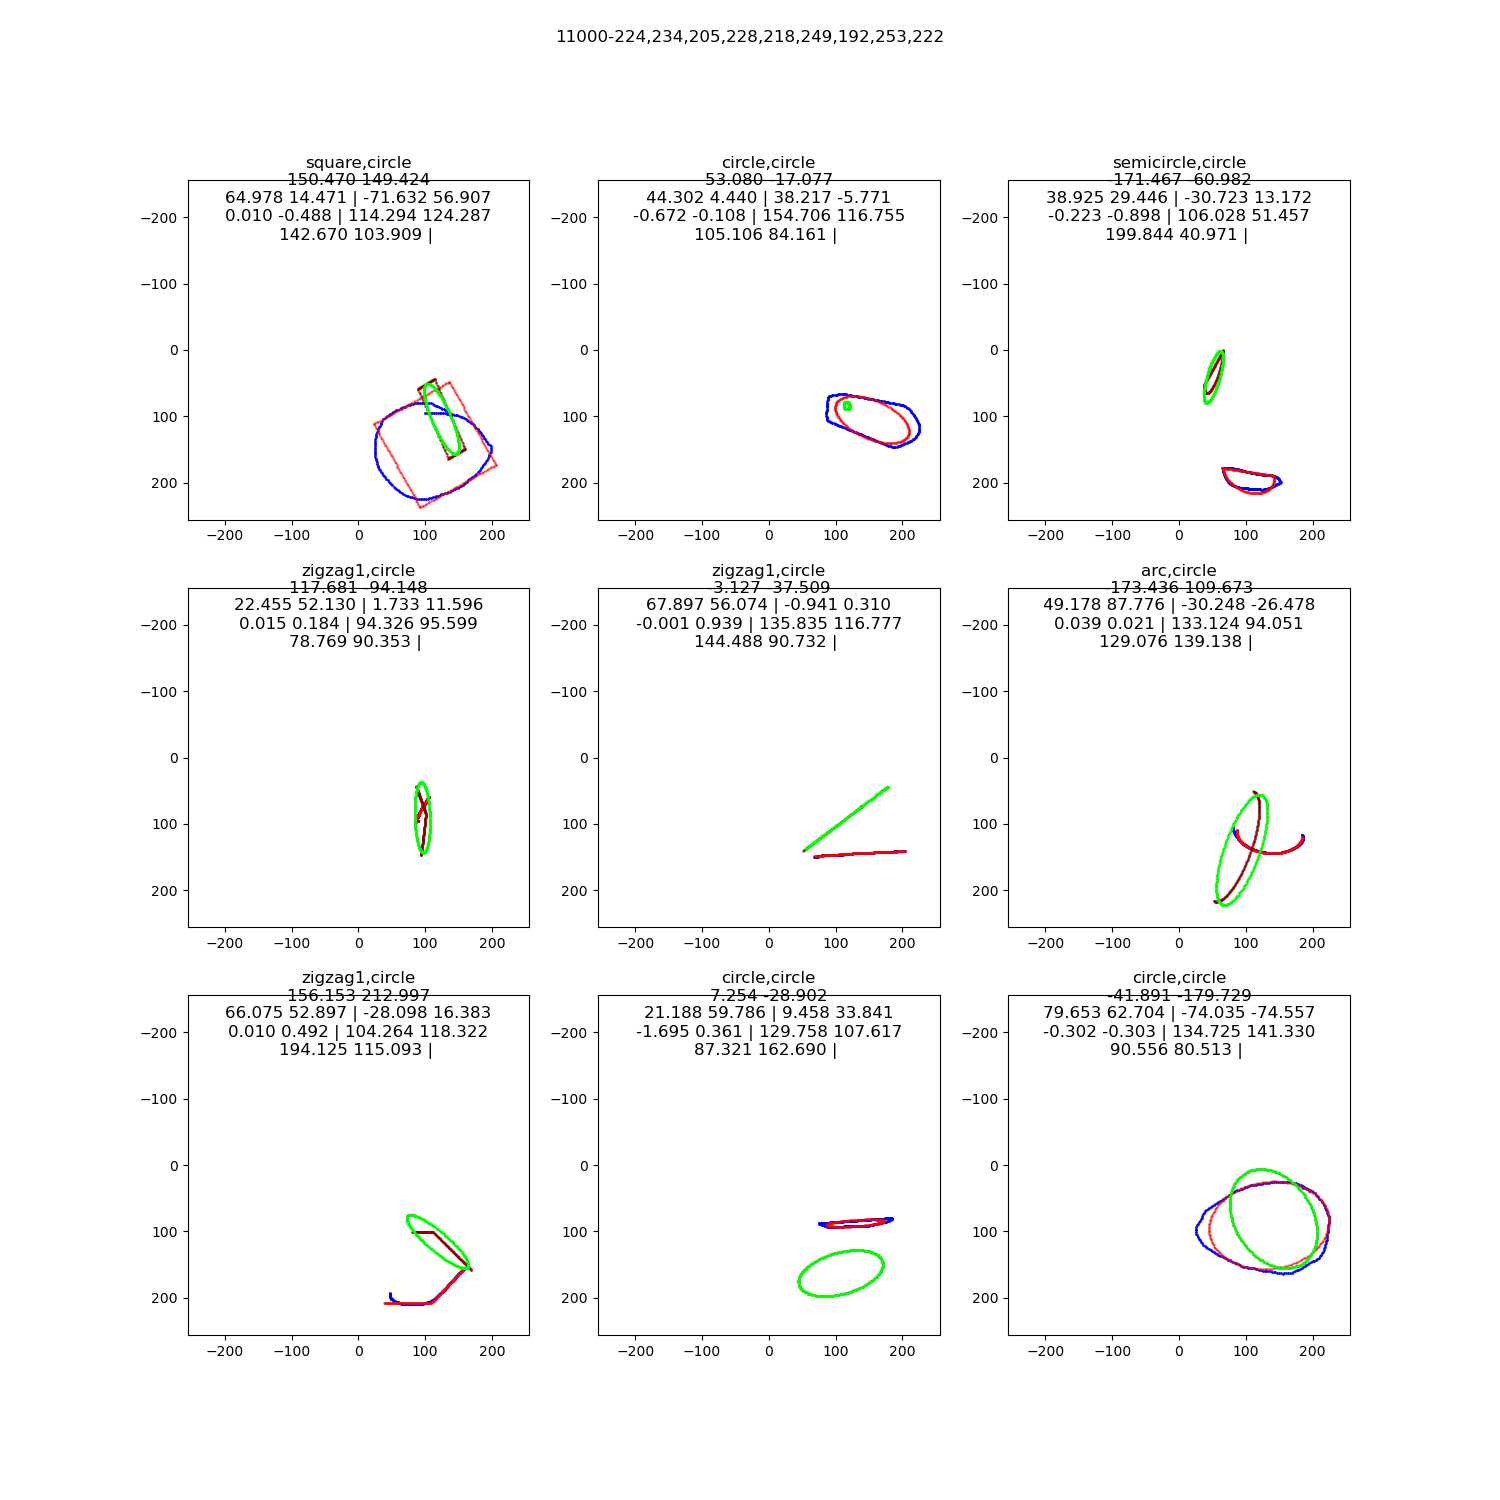 11000-224,234,205,228,218,249,192,253,222
square,circle
150.470 149.424
64.978 14.471 | -71.632 56.907
0.010 -0.488 | 114.294 124.287
142.670 103.909 |
−200
−100
0
100
200
−200 −100 0 100 200
circle,circle
53.080 -17.077
44.302 4.440 | 38.217 -5.771
-0.672 -0.108 | 154.706 116.755
105.106 84.161 |
−200
−100
0
100
200
−200 −100 0 100 200
semicircle,circle
-171.467 -60.982
38.925 29.446 | -30.723 13.172
-0.223 -0.898 | 106.028 51.457
199.844 40.971 |
−200
−100
0
100
200
−200 −100 0 100 200
zigzag1,circle
117.681 -94.148
22.455 52.130 | 1.733 11.596
0.015 0.184 | 94.326 95.599
78.769 90.353 |
−200
−100
0
100
200
−200 −100 0 100 200
zigzag1,circle
-3.127 -37.509
67.897 56.074 | -0.941 0.310
-0.001 0.939 | 135.835 116.777
144.488 90.732 |
−200
−100
0
100
200
−200 −100 0 100 200
arc,circle
-173.436 109.673
49.178 87.776 | -30.248 -26.478
0.039 0.021 | 133.124 94.051
129.076 139.138 |
−200
−100
0
100
200
−200 −100 0 100 200
zigzag1,circle
156.153 212.997
66.075 52.897 | -28.098 16.383
0.010 0.492 | 104.264 118.322
194.125 115.093 |
−200
−100
0
100
200
−200 −100 0 100 200
circle,circle
7.254 -28.902
21.188 59.786 | 9.458 33.841
-1.695 0.361 | 129.758 107.617
87.321 162.690 |
−200
−100
0
100
200
−200 −100 0 100 200
circle,circle
-41.891 -179.729
79.653 62.704 | -74.035 -74.557
-0.302 -0.303 | 134.725 141.330
90.556 80.513 |
−200
−100
0
100
200
−200 −100 0 100 200